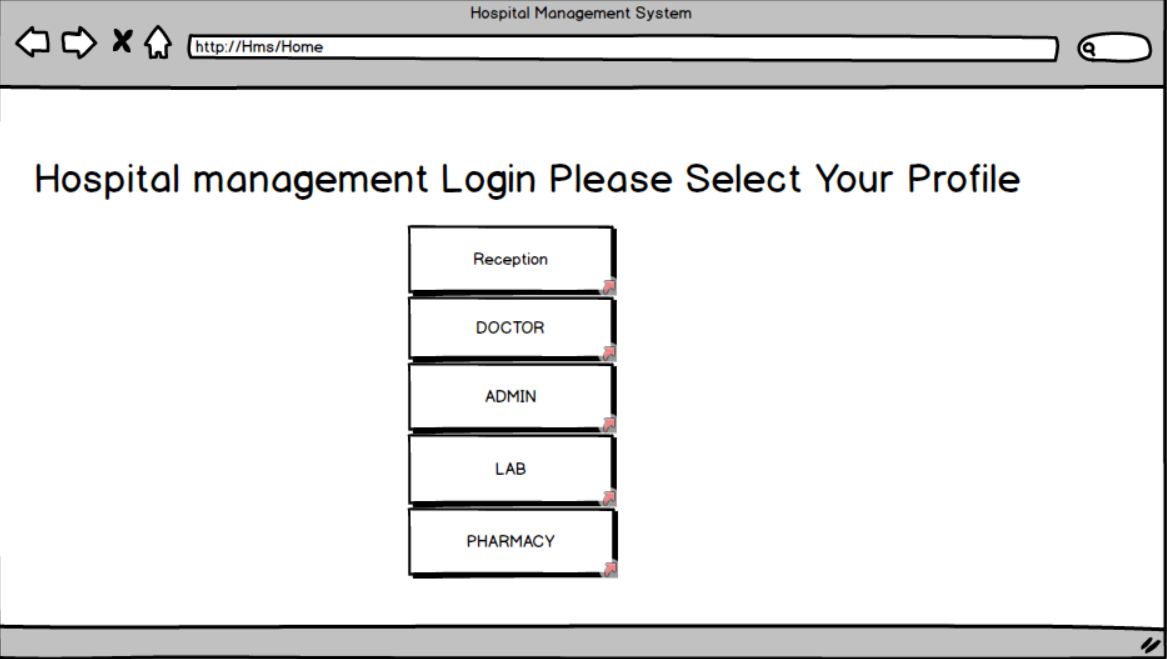 Hospital Management System
http://Hms/Home
Hospital management Login Please Select Your Profile
Reception
DOCTOR
ADMIN
LAB
PHARMACY